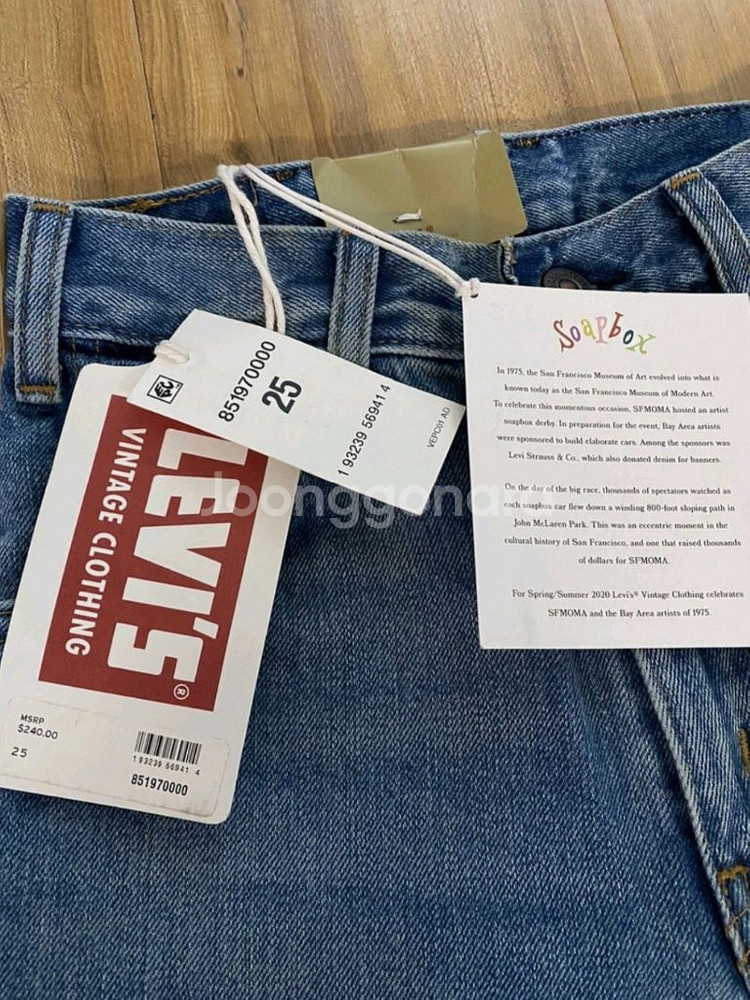 Soapbox
In 1975, the San Francisco Museum of Art evolved into what is
known today as the San Francisco Museum of Modern Art.
To celebrate this momentous occasion, SFMOMA hosted an artist
soapbox derby. In preparation for the event, Bay Area artists
were sponsored to build elaborate cars. Among the sponsors was
Levi Strauss & Co., which also donated denim for banners.
On the day of the big race, thousands of spectators watched as
each soapbox car flew down a winding 800-foot sloping path in
John McLaren Park. This was an eccentric moment in the
cultural history of San Francisco, and one that raised thousands
of dollars for SFMOMA.
For Spring/Summer 2020 Levi's® Vintage Clothing celebrates
SFMOMA and the Bay Area artists of 1975.
851970000
25
1 93239 56941 4
VEPC01 AD
LEVI'S®
VINTAGE CLOTHING
MSRP
$240.00
25
1 93239 56941 4
851970000
Joonggonara